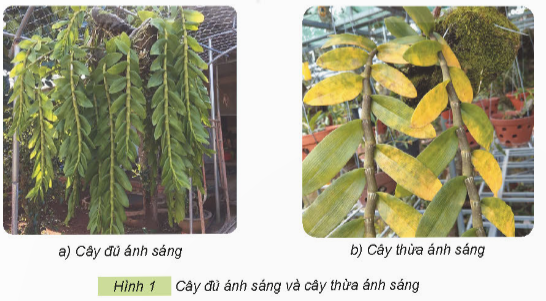 a) Cây đủ ánh sáng
b) Cây thừa ánh sáng
Hình 1 Cây đủ ánh sáng và cây thừa ánh sáng